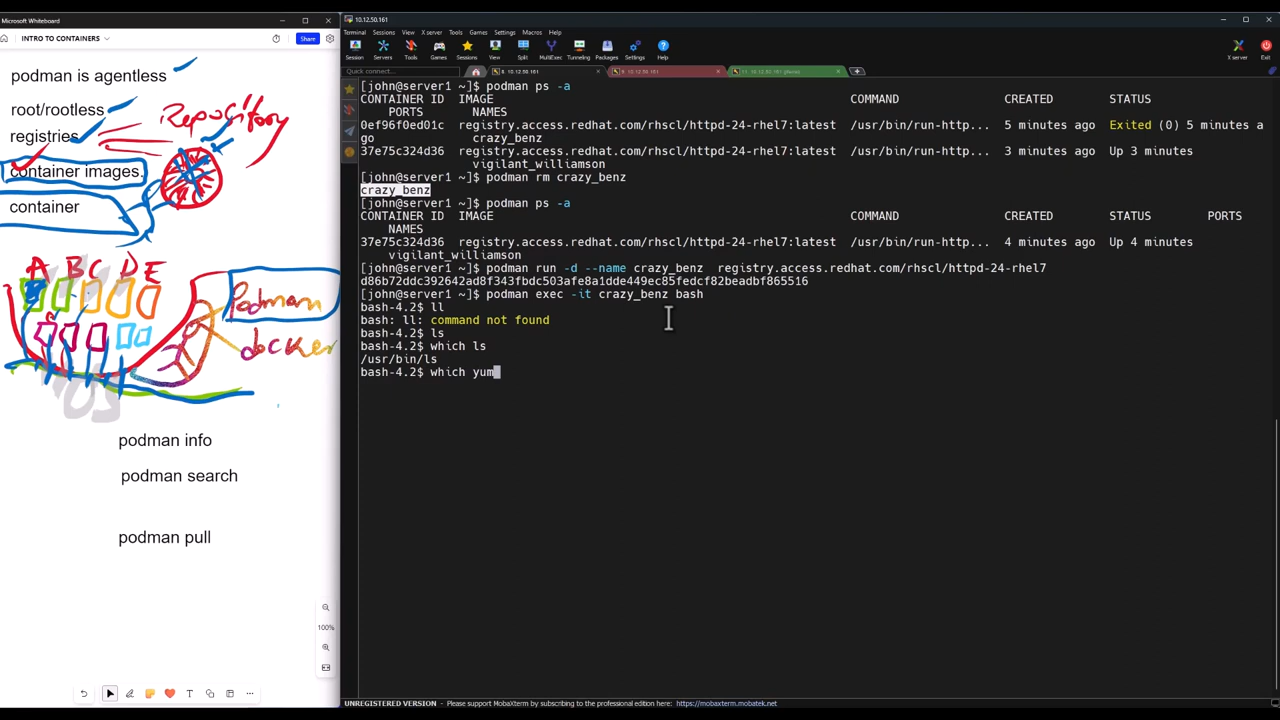 Microsoft Whiteboard
INTRO TO CONTAINERS
Share
podman is agentless
root/rootless
registries
container images.
container
Repository
A B C D E
Podman
docker
OS
podman info
podman search
podman pull
100%
10.12.50.161
Terminal Sessions View X server Tools Games Settings Macros Help
Session Servers Tools Games Sessions View Split MultiExec Tunneling Packages Settings Help X server Exit
Quick connect...
8. 10.12.50.161
9. 10.12.50.161
[john@server1 ~]$ podman ps -a
CONTAINER ID  IMAGE  COMMAND  CREATED  STATUS
PORTS  NAMES
0ef96f0ed01c  registry.access.redhat.com/rhscl/httpd-24-rhel7:latest  /usr/bin/run-http...  5 minutes ago  Exited (0) 5 minutes a
go  crazy_benz
37e75c324d36  registry.access.redhat.com/rhscl/httpd-24-rhel7:latest  /usr/bin/run-http...  3 minutes ago  Up 3 minutes
vigilant_williamson
[john@server1 ~]$ podman rm crazy_benz
crazy_benz
[john@server1 ~]$ podman ps -a
CONTAINER ID  IMAGE  COMMAND  CREATED  STATUS  PORTS
NAMES
37e75c324d36  registry.access.redhat.com/rhscl/httpd-24-rhel7:latest  /usr/bin/run-http...  4 minutes ago  Up 4 minutes
vigilant_williamson
[john@server1 ~]$ podman run -d --name crazy_benz  registry.access.redhat.com/rhscl/httpd-24-rhel7
d86b72ddc392642ad8f343fbdc503afe8a1dde449ec85fedcf82beadbf865516
[john@server1 ~]$ podman exec -it crazy_benz bash
bash-4.2$ ll
bash: ll: command not found
bash-4.2$ ls
bash-4.2$ which ls
/usr/bin/ls
bash-4.2$ which yum
UNREGISTERED VERSION - Please support MobaXterm by subscribing to the professional edition here: https://mobaxterm.mobatek.net